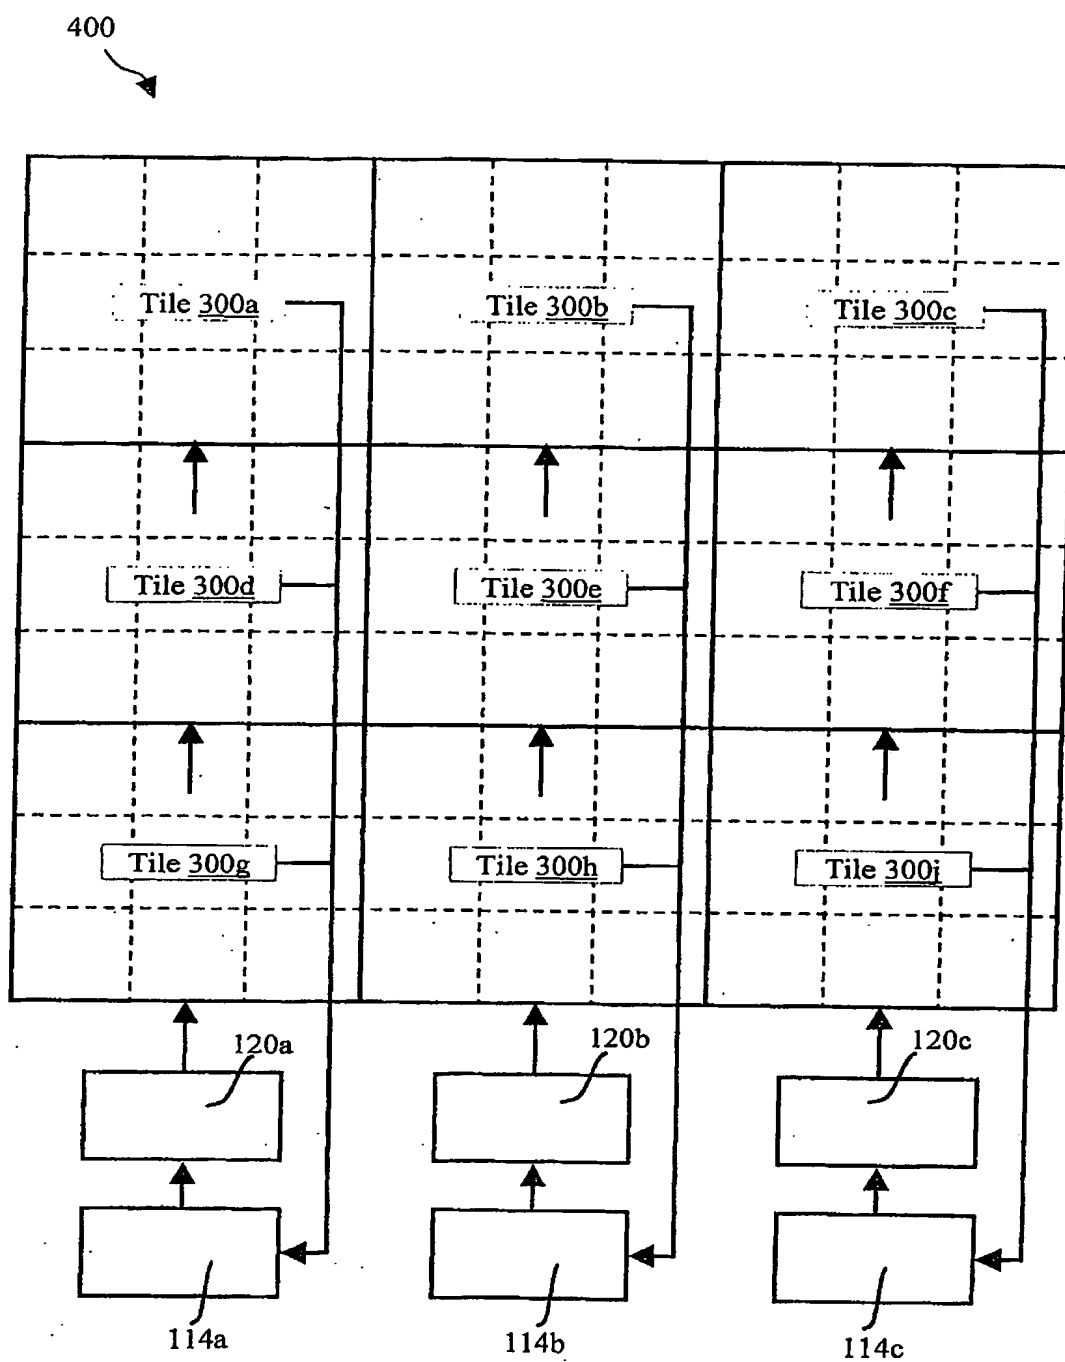 400
Tile 300a
Tile 300b
Tile 300c
Tile 300d
Tile 300e
Tile 300f
Tile 300g
Tile 300h
Tile 300j
120a
120b
120c
114a
114b
114c